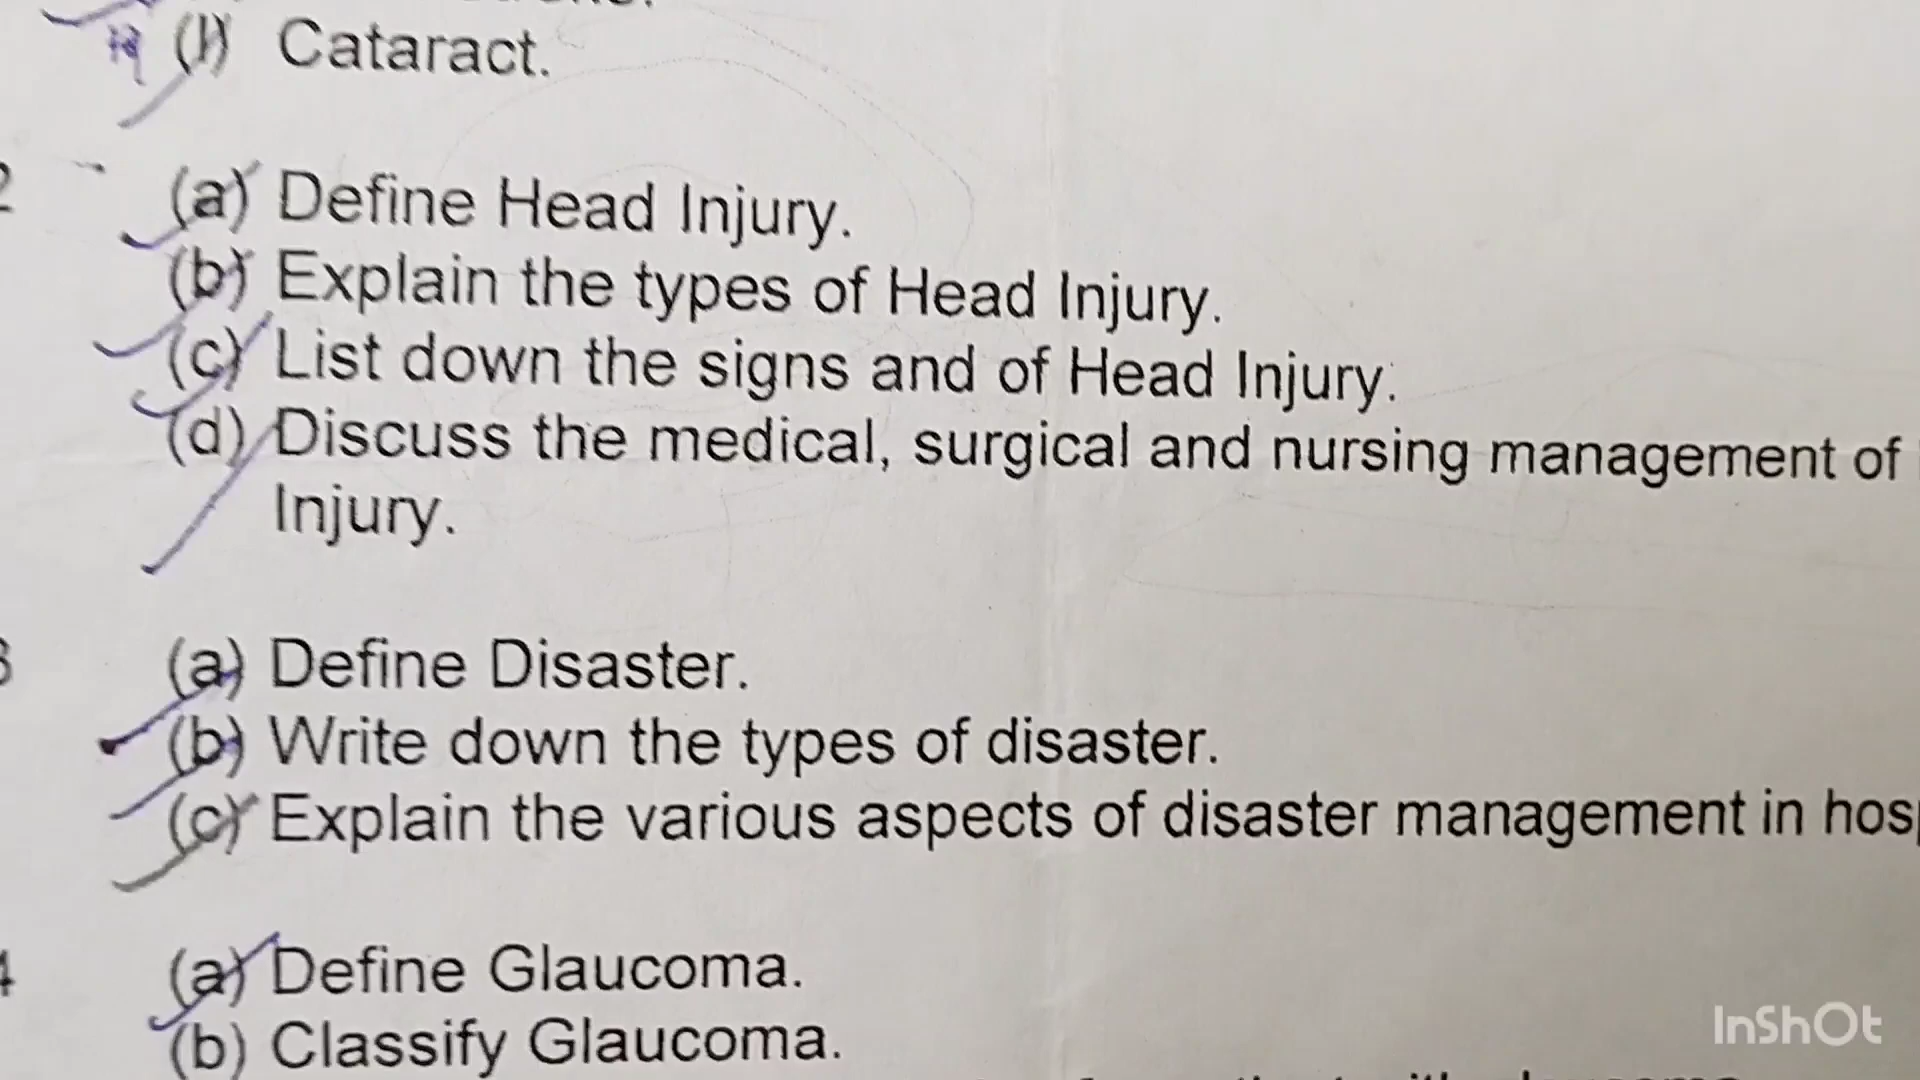 (l) Cataract.
2
(a) Define Head Injury.
(b) Explain the types of Head Injury.
(c) List down the signs and of Head Injury.
(d) Discuss the medical, surgical and nursing management of
Injury.
(a) Define Disaster.
(b) Write down the types of disaster.
(c) Explain the various aspects of disaster management in
4
(a) Define Glaucoma.
(b) Classify Glaucoma.
InShOt